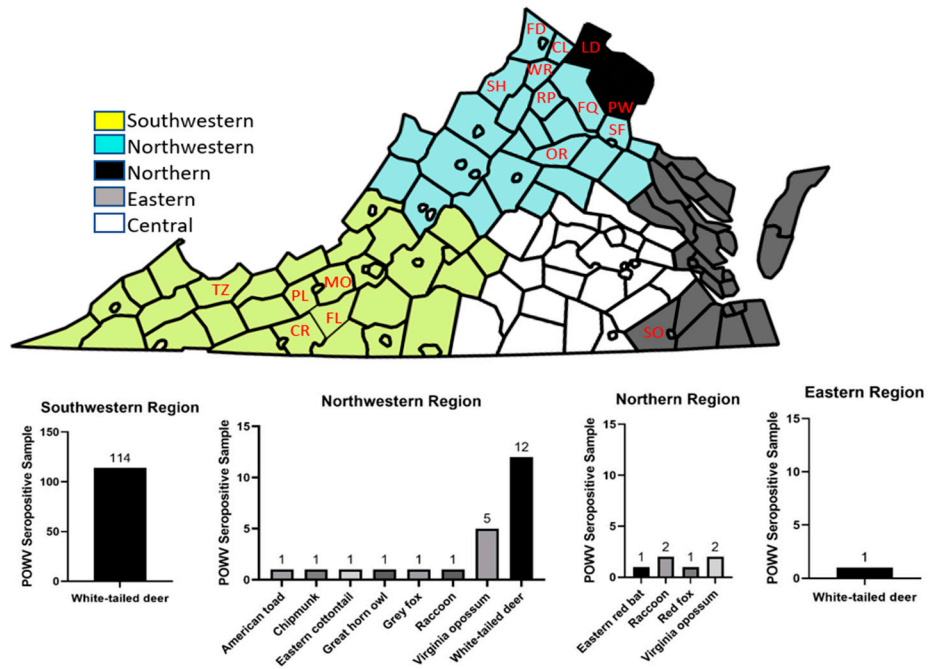 FD
CL
LD
WR
SH
RP
FQ
PW
SF
OR
Southwestern
Northwestern
Northern
Eastern
Central
TZ
PL
MO
CR
FL
SO
Southwestern Region
POWV Seropositive Sample
150
100
50
0
114
White-tailed deer
Northwestern Region
POWV Seropositive Sample
15
10
5
0
1
1
1
1
1
1
5
12
American toad
Chipmunk
Eastern cottontail
Great horn owl
Grey fox
Raccoon
Virginia opossum
White-tailed deer
Northern Region
POWV Seropositive Sample
15
10
5
0
1
2
1
2
Eastern red bat
Raccoon
Red fox
Virginia opossum
Eastern Region
POWV Seropositive Sample
15
10
5
0
1
White-tailed deer